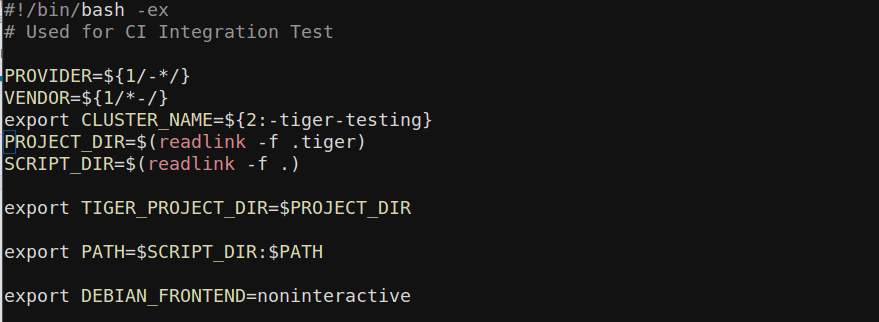 #!/bin/bash -ex
# Used for CI Integration Test
PROVIDER=${1/-*/}
VENDOR=${1/*-/}
export CLUSTER_NAME=${2:-tiger-testing}
PROJECT_DIR=$(readlink -f .tiger)
SCRIPT_DIR=$(readlink -f .)
export TIGER_PROJECT_DIR=$PROJECT_DIR
export PATH=$SCRIPT_DIR:$PATH
export DEBIAN_FRONTEND=noninteractive